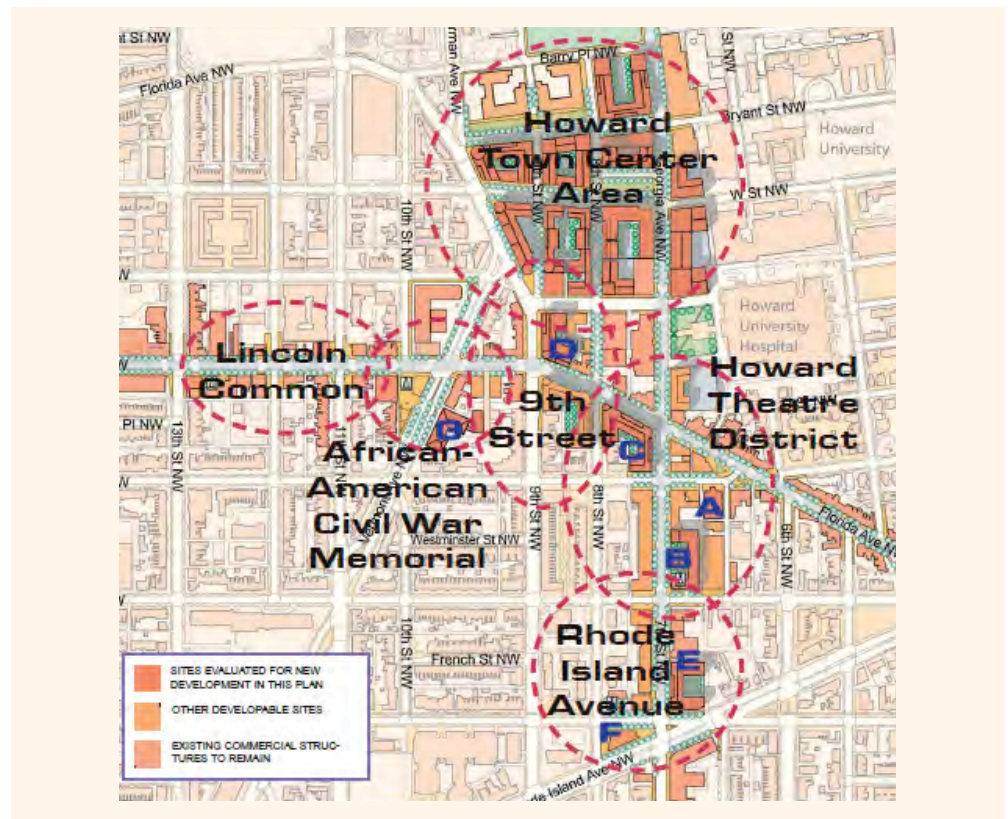 Barry Pl NW
Florida Ave NW
Bryant St NW
Howard
University
Howard
Town Center
Area
W St NW
10th St NW
Howard
University
Hospital
D
Lincoln
Common
Howard
Theatre
District
9th
Street
G
C
13th St NW
African-
American
Civil War
Memorial
A
9th St NW
8th St NW
Florida Ave NW
6th St NW
Westminster St NW
B
10th St NW
French St NW
Rhode
Island
Avenue
E
F
SITES EVALUATED FOR NEW
DEVELOPMENT IN THIS PLAN
OTHER DEVELOPABLE SITES
EXISTING COMMERCIAL STRUC-
TURES TO REMAIN